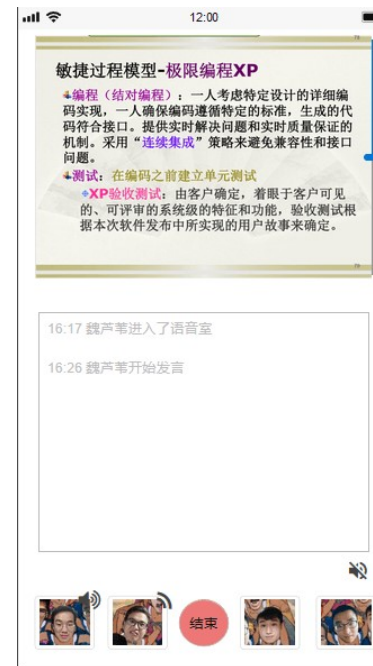 12:00
敏捷过程模型-极限编程XP
编程（结对编程）：一人考虑特定设计的详细编
码实现，一人确保编码遵循特定的标准，生成的代
码符合接口。提供实时解决问题和实时质量保证的
机制。采用“连续集成”策略来避免兼容性和接口
问题。
测试：在编码之前建立单元测试
XP验收测试：由客户确定，着眼于客户可见
的、可评审的系统级的特征和功能，验收测试根
据本次软件发布中所实现的用户故事来确定。
16:17 魏芦苇进入了语音室
16:26 魏芦苇开始发言
结束